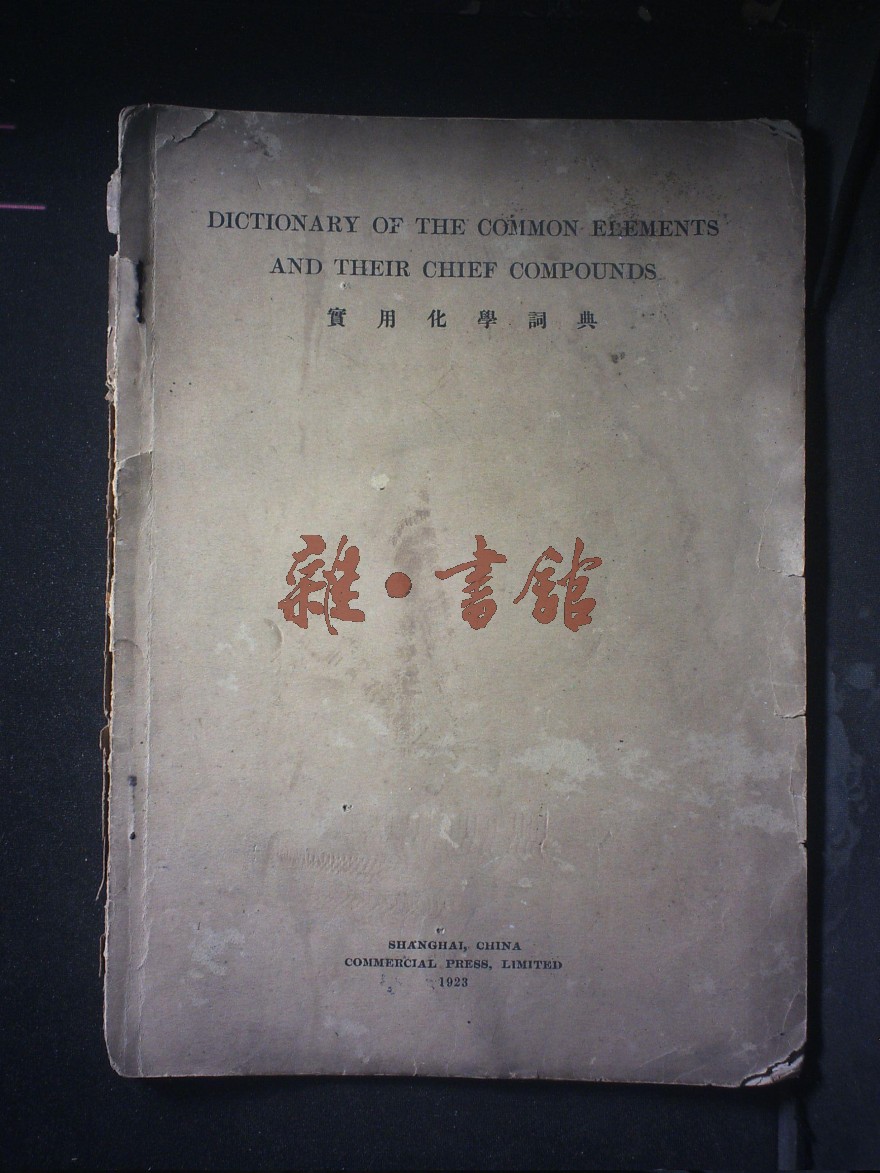 DICTIONARY OF THE COMMON ELEMENTS
AND THEIR CHIEF COMPOUNDS
實用化學詞典
雜·書館
SHANGHAI, CHINA
COMMERCIAL PRESS, LIMITED
1923